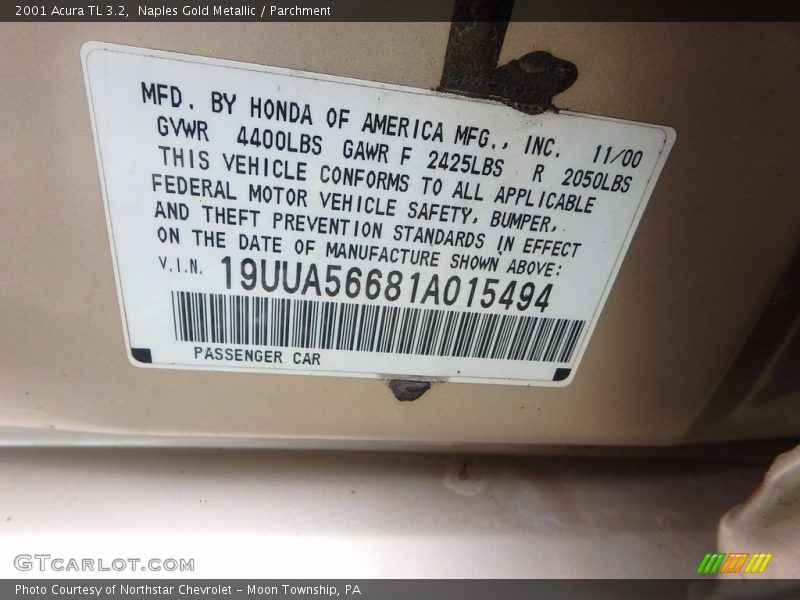 2001 Acura TL 3.2, Naples Gold Metallic / Parchment
MFD. BY HONDA OF AMERICA MFG., INC. 11/00
GVWR 4400LBS GAWR F 2425LBS R 2050LBS
THIS VEHICLE CONFORMS TO ALL APPLICABLE
FEDERAL MOTOR VEHICLE SAFETY, BUMPER,
AND THEFT PREVENTION STANDARDS IN EFFECT
ON THE DATE OF MANUFACTURE SHOWN ABOVE:
V.I.N. 19UUA56681A015494
PASSENGER CAR
GTCARLOT.COM
Photo Courtesy of Northstar Chevrolet - Moon Township, PA